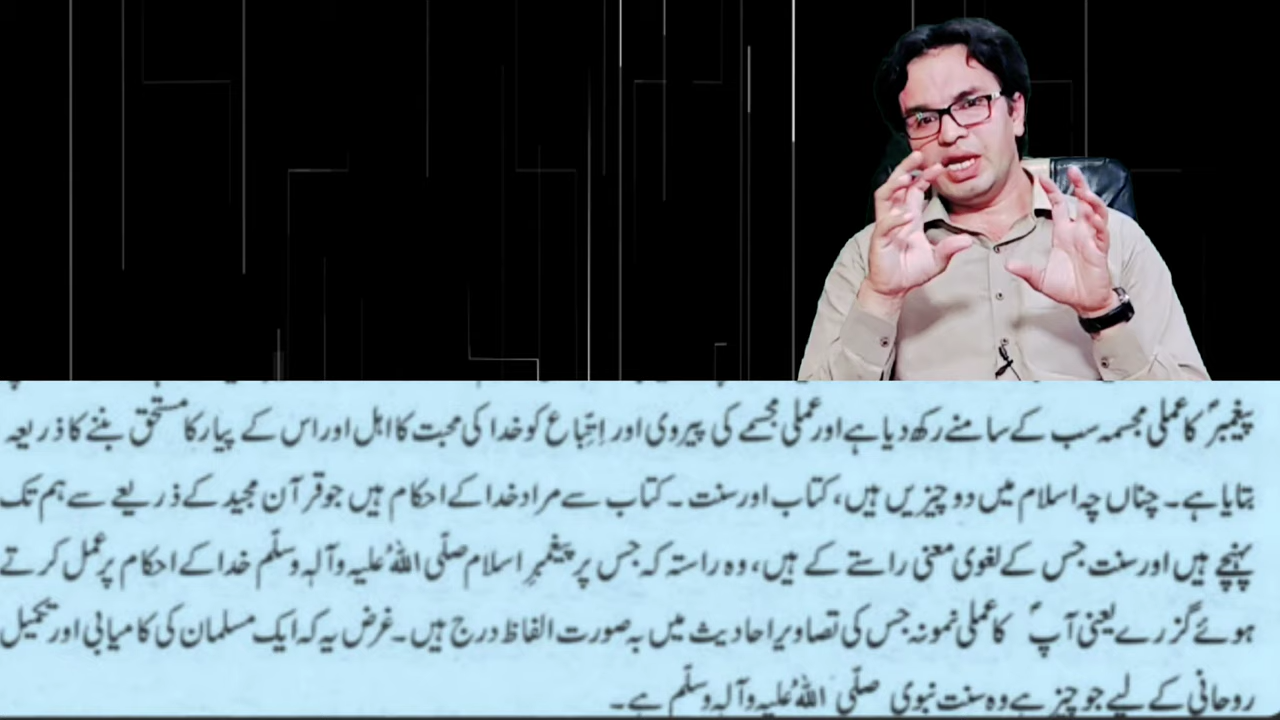 پیغمبرؐ کا عملی مجسمہ سب کے سامنے رکھ دیا ہے اور عملی مجسمے کی پیروی اور اتِّباع کو خدا کی محبت کا اہل اور اس کے پیار کا مستحق بننے کا ذریعہ
بتایا ہے۔ چناں چہ اسلام میں دو چیزیں ہیں، کتاب اور سنت۔ کتاب سے مراد خدا کے احکام ہیں جو قرآن مجید کے ذریعے سے ہم تک
پہنچے ہیں اور سنت جس کے لغوی معنی راستے کے ہیں، وہ راستہ کہ جس پر پیغمبرِ اسلام صلّی اللہُ علیہ وآلہٖ وسلّم خدا کے احکام پر عمل کرتے
ہوئے گزرے یعنی آپؐ کا عملی نمونہ جس کی تصاویر احادیث میں بہ صورت الفاظ درج ہیں۔ غرض یہ کہ ایک مسلمان کی کامیابی اور تکمیل
روحانی کے لیے جو چیز ہے وہ سنت نبوی صلّی اللہُ علیہ وآلہٖ وسلّم ہے۔